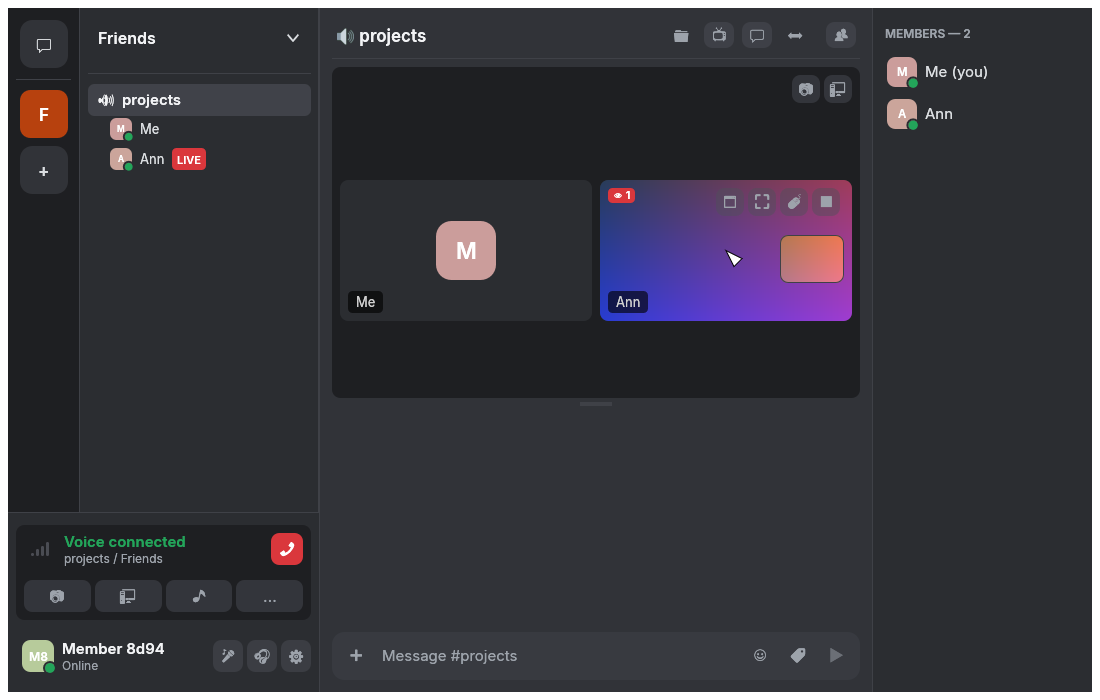 Friends
F
+
projects
M Me
A Ann LIVE
Voice connected
projects / Friends
...
M8 Member 8d94
Online
projects
M
Me
1
Ann
+ Message #projects
MEMBERS — 2
M Me (you)
A Ann